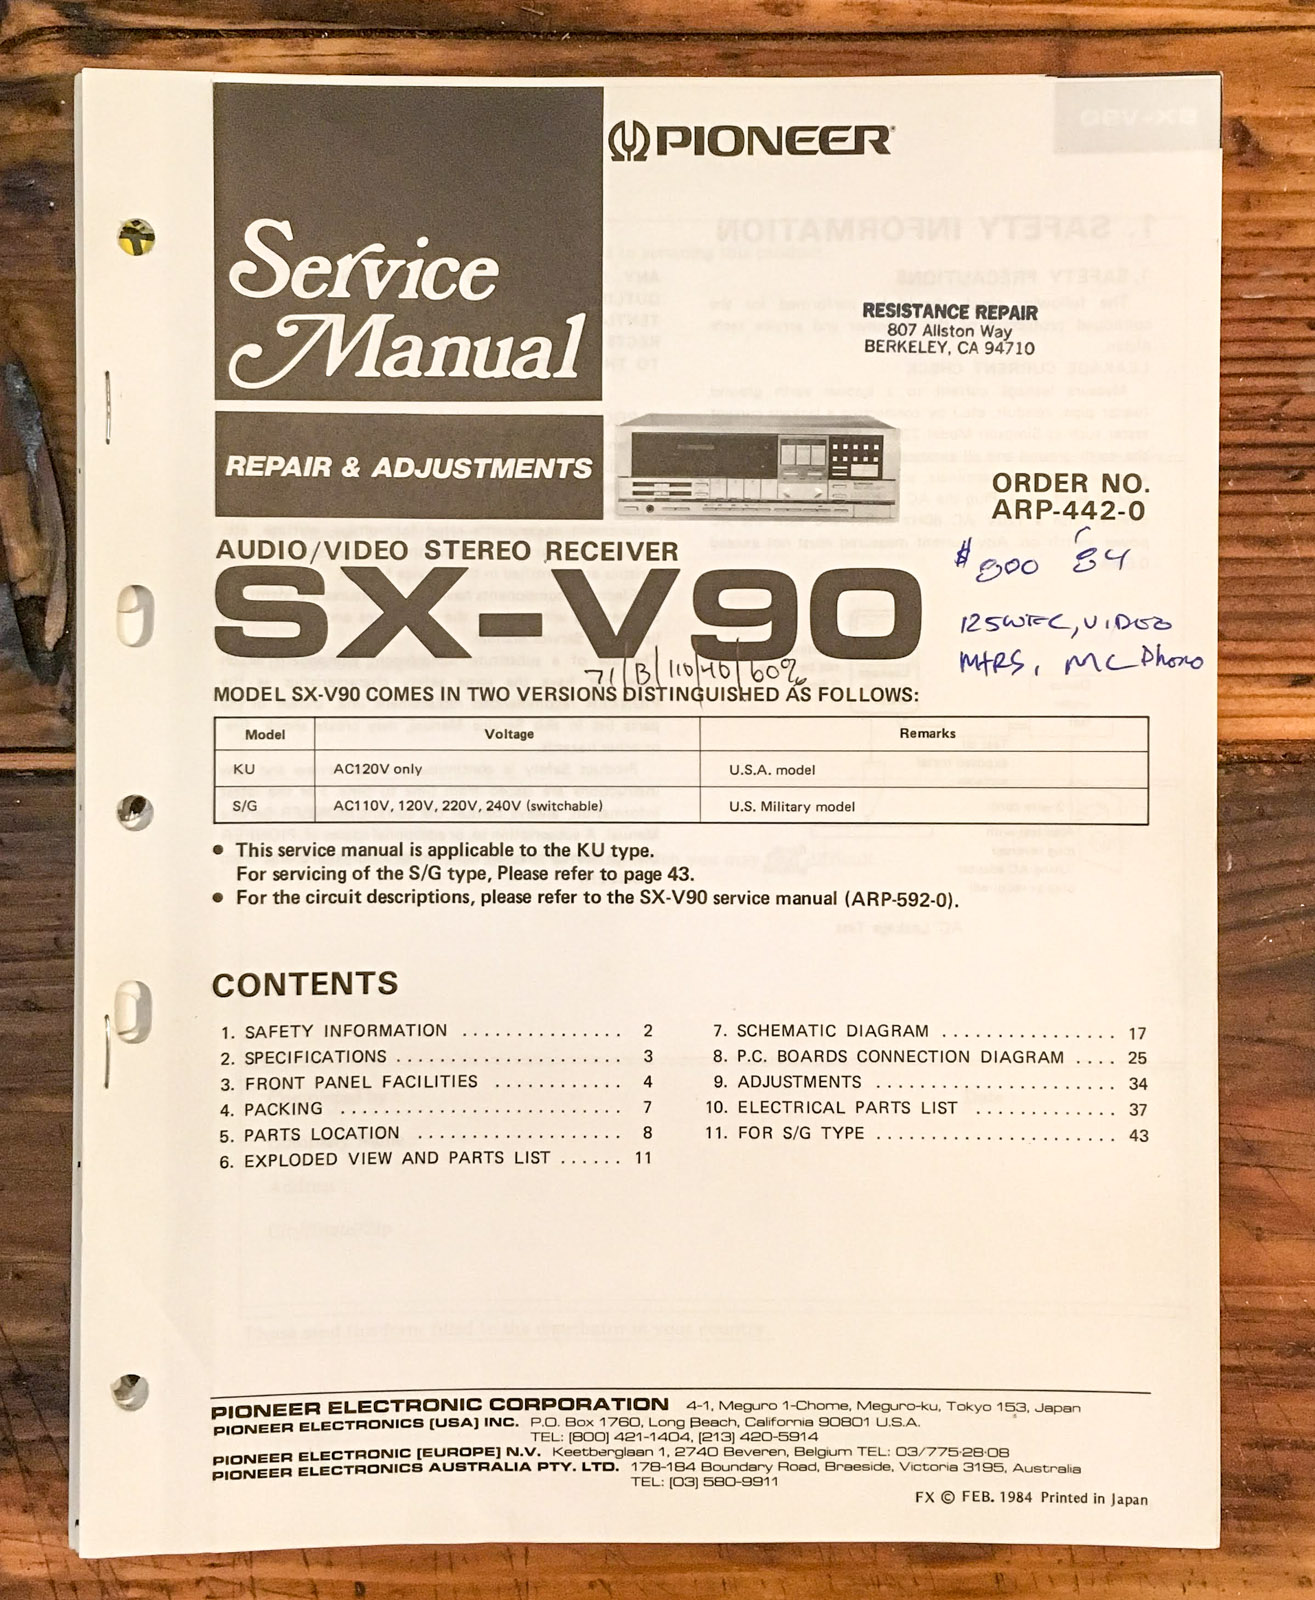 PIONEER
Service
Manual
REPAIR & ADJUSTMENTS
RESISTANCE REPAIR
807 Allston Way
BERKELEY, CA 94710
ORDER NO.
ARP-442-0
$800 '84
125WTC, VIDEO
MTRS, MC Phono
AUDIO/VIDEO STEREO RECEIVER
SX-V90
71/B/110/40/60%
MODEL SX-V90 COMES IN TWO VERSIONS DISTINGUISHED AS FOLLOWS:
Model Voltage Remarks
KU AC120V only U.S.A. model
S/G AC110V, 120V, 220V, 240V (switchable) U.S. Military model
● This service manual is applicable to the KU type.
For servicing of the S/G type, Please refer to page 43.
● For the circuit descriptions, please refer to the SX-V90 service manual (ARP-592-0).
CONTENTS
1. SAFETY INFORMATION ............... 2
2. SPECIFICATIONS ..................... 3
3. FRONT PANEL FACILITIES ............ 4
4. PACKING .......................... 7
5. PARTS LOCATION ................... 8
6. EXPLODED VIEW AND PARTS LIST ...... 11
7. SCHEMATIC DIAGRAM ................ 17
8. P.C. BOARDS CONNECTION DIAGRAM .... 25
9. ADJUSTMENTS ...................... 34
10. ELECTRICAL PARTS LIST ............. 37
11. FOR S/G TYPE ....................... 43
PIONEER ELECTRONIC CORPORATION 4-1, Meguro 1-Chome, Meguro-ku, Tokyo 153, Japan
PIONEER ELECTRONICS [USA] INC. P.O. Box 1760, Long Beach, California 90801 U.S.A.
TEL: [800] 421-1404, [213] 420-5914
PIONEER ELECTRONIC [EUROPE] N.V. Keetberglaan 1, 2740 Beveren, Belgium TEL: 03/775-28-08
PIONEER ELECTRONICS AUSTRALIA PTY. LTD. 178-184 Boundary Road, Braeside, Victoria 3195, Australia
TEL: [03] 580-9911
FX © FEB. 1984 Printed in Japan